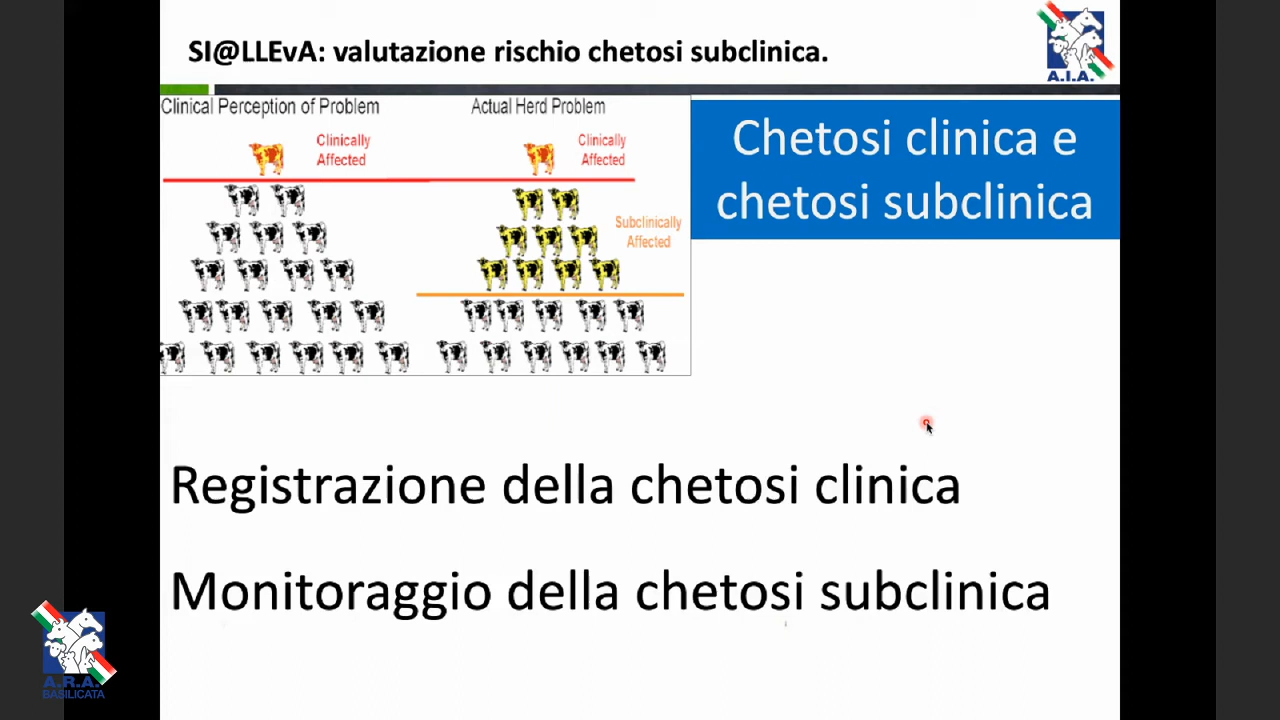 SI@LLEvA: valutazione rischio chetosi subclinica.
A.I.A.
Clinical Perception of Problem
Actual Herd Problem
Clinically
Affected
Clinically
Affected
Subclinically
Affected
Chetosi clinica e
chetosi subclinica
Registrazione della chetosi clinica
Monitoraggio della chetosi subclinica
A.R.A.
BASILICATA